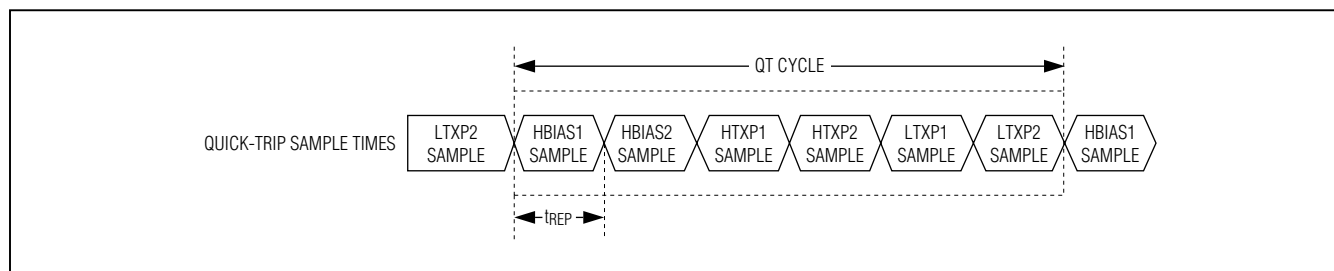 QT CYCLE
QUICK-TRIP SAMPLE TIMES
LTXP2
SAMPLE
HBIAS1
SAMPLE
HBIAS2
SAMPLE
HTXP1
SAMPLE
HTXP2
SAMPLE
LTXP1
SAMPLE
LTXP2
SAMPLE
HBIAS1
SAMPLE
tREP